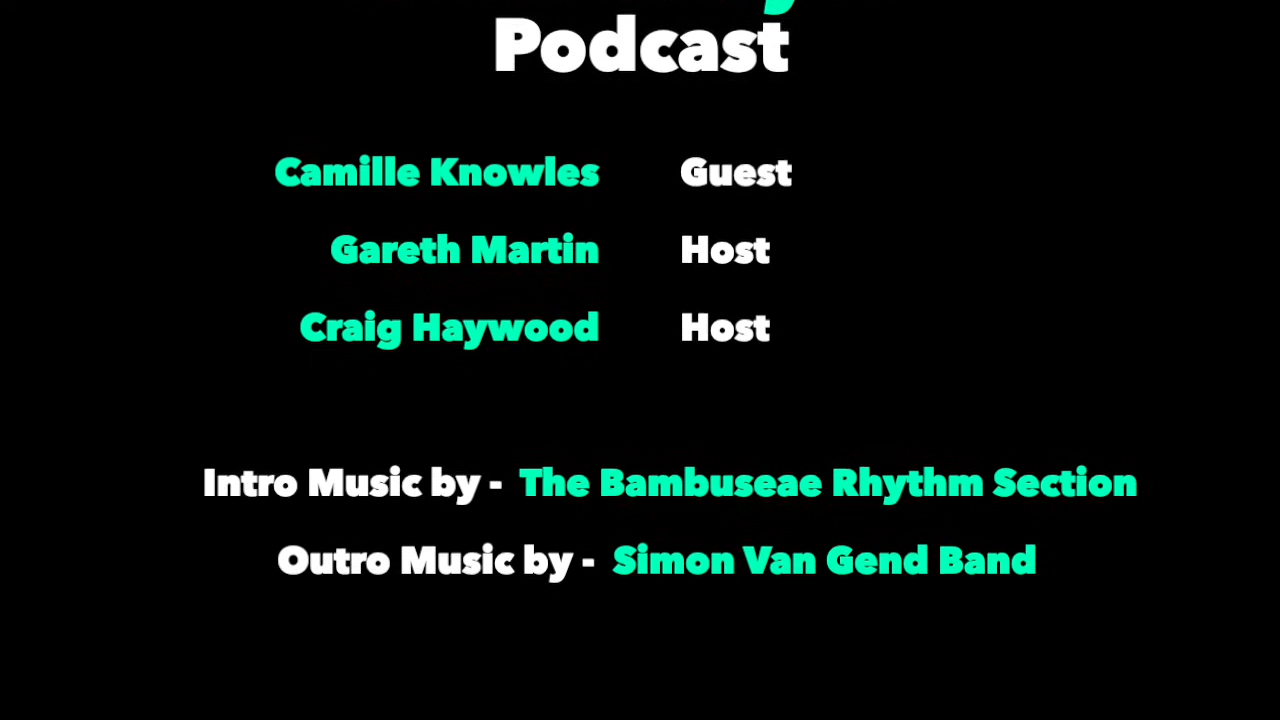 Podcast
Camille Knowles Guest
Gareth Martin Host
Craig Haywood Host
Intro Music by - The Bambuseae Rhythm Section
Outro Music by - Simon Van Gend Band